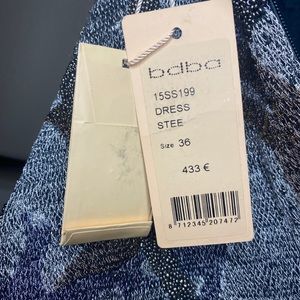 bdba
15SS199
DRESS
STEE
Size 36
433 €
8 712345 207472